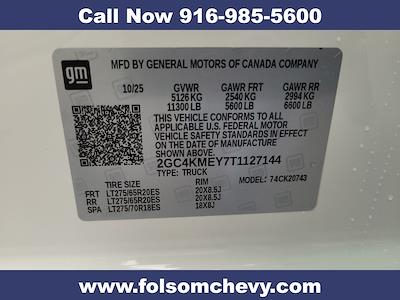 Call Now 916-985-5600
gm
MFD BY GENERAL MOTORS OF CANADA COMPANY
10/25 GVWR GAWR FRT GAWR RR
5126 KG 2540 KG 2994 KG
11300 LB 5600 LB 6600 LB
THIS VEHICLE CONFORMS TO ALL
APPLICABLE U.S. FEDERAL MOTOR
VEHICLE SAFETY STANDARDS IN EFFECT
ON THE DATE OF MANUFACTURE SHOWN ABOVE.
2GC4KMEY7T1127144
TYPE: TRUCK
MODEL: 74CK20743
TIRE SIZE RIM
FRT LT275/65R20ES 20X8.5J
RR LT275/65R20ES 20X8.5J
SPA LT275/70R18ES 18X8J
www.folsomchevy.com